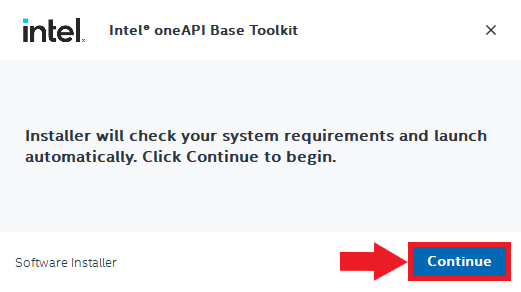 intel.
Intel® oneAPI Base Toolkit
Installer will check your system requirements and launch
automatically. Click Continue to begin.
Software Installer
Continue